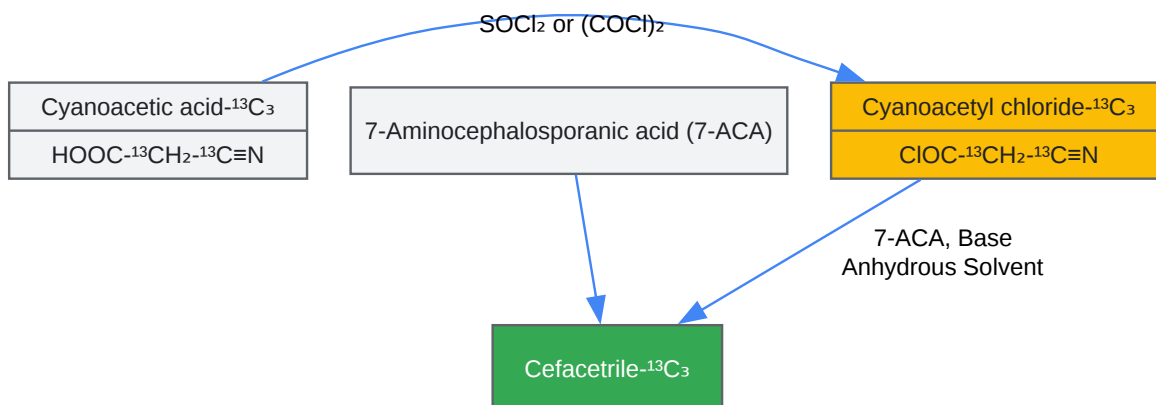 SOCl₂ or (COCl)₂
Cyanoacetic acid-¹³C₃
HOOC-¹³CH₂-¹³C≡N
7-Aminocephalosporanic acid (7-ACA)
Cyanoacetyl chloride-¹³C₃
ClOC-¹³CH₂-¹³C≡N
7-ACA, Base
Anhydrous Solvent
Cefacetrile-¹³C₃